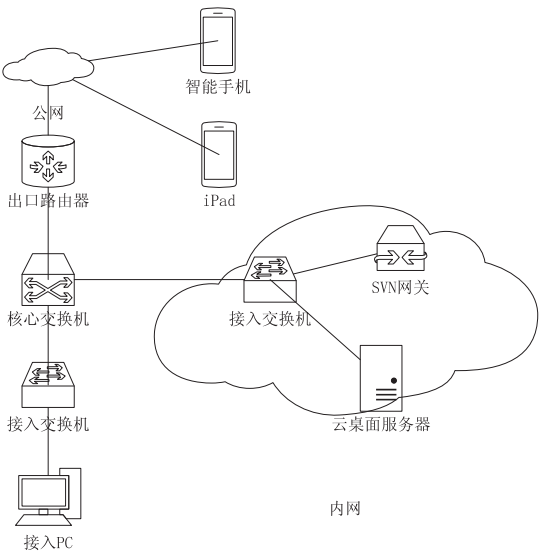 智能手机
公网
iPad
出口路由器
SVN网关
核心交换机
接入交换机
接入交换机
云桌面服务器
内网
接入PC